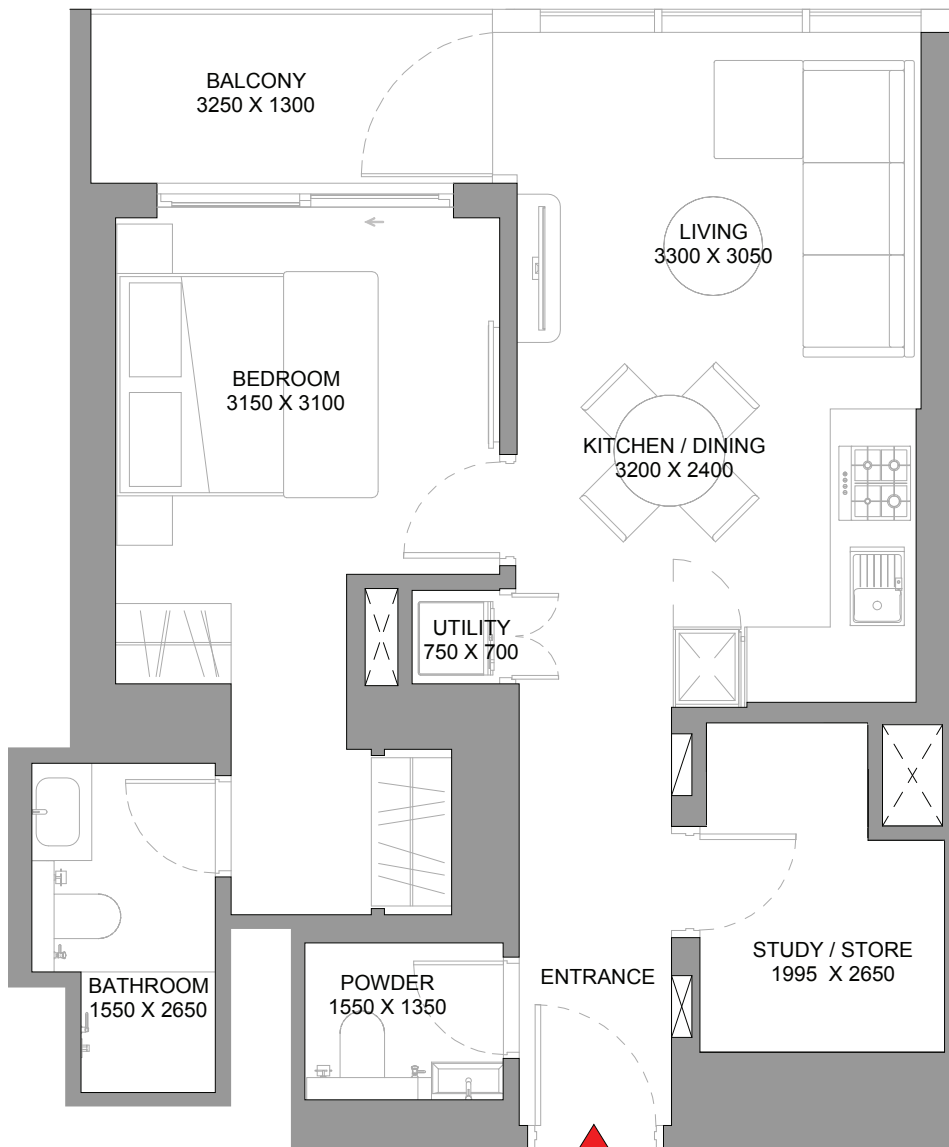 BALCONY
3250 X 1300
LIVING
3300 X 3050
BEDROOM
3150 X 3100
KITCHEN / DINING
3200 X 2400
UTILITY
750 X 700
STUDY / STORE
1995 X 2650
BATHROOM
1550 X 2650
POWDER
1550 X 1350
ENTRANCE